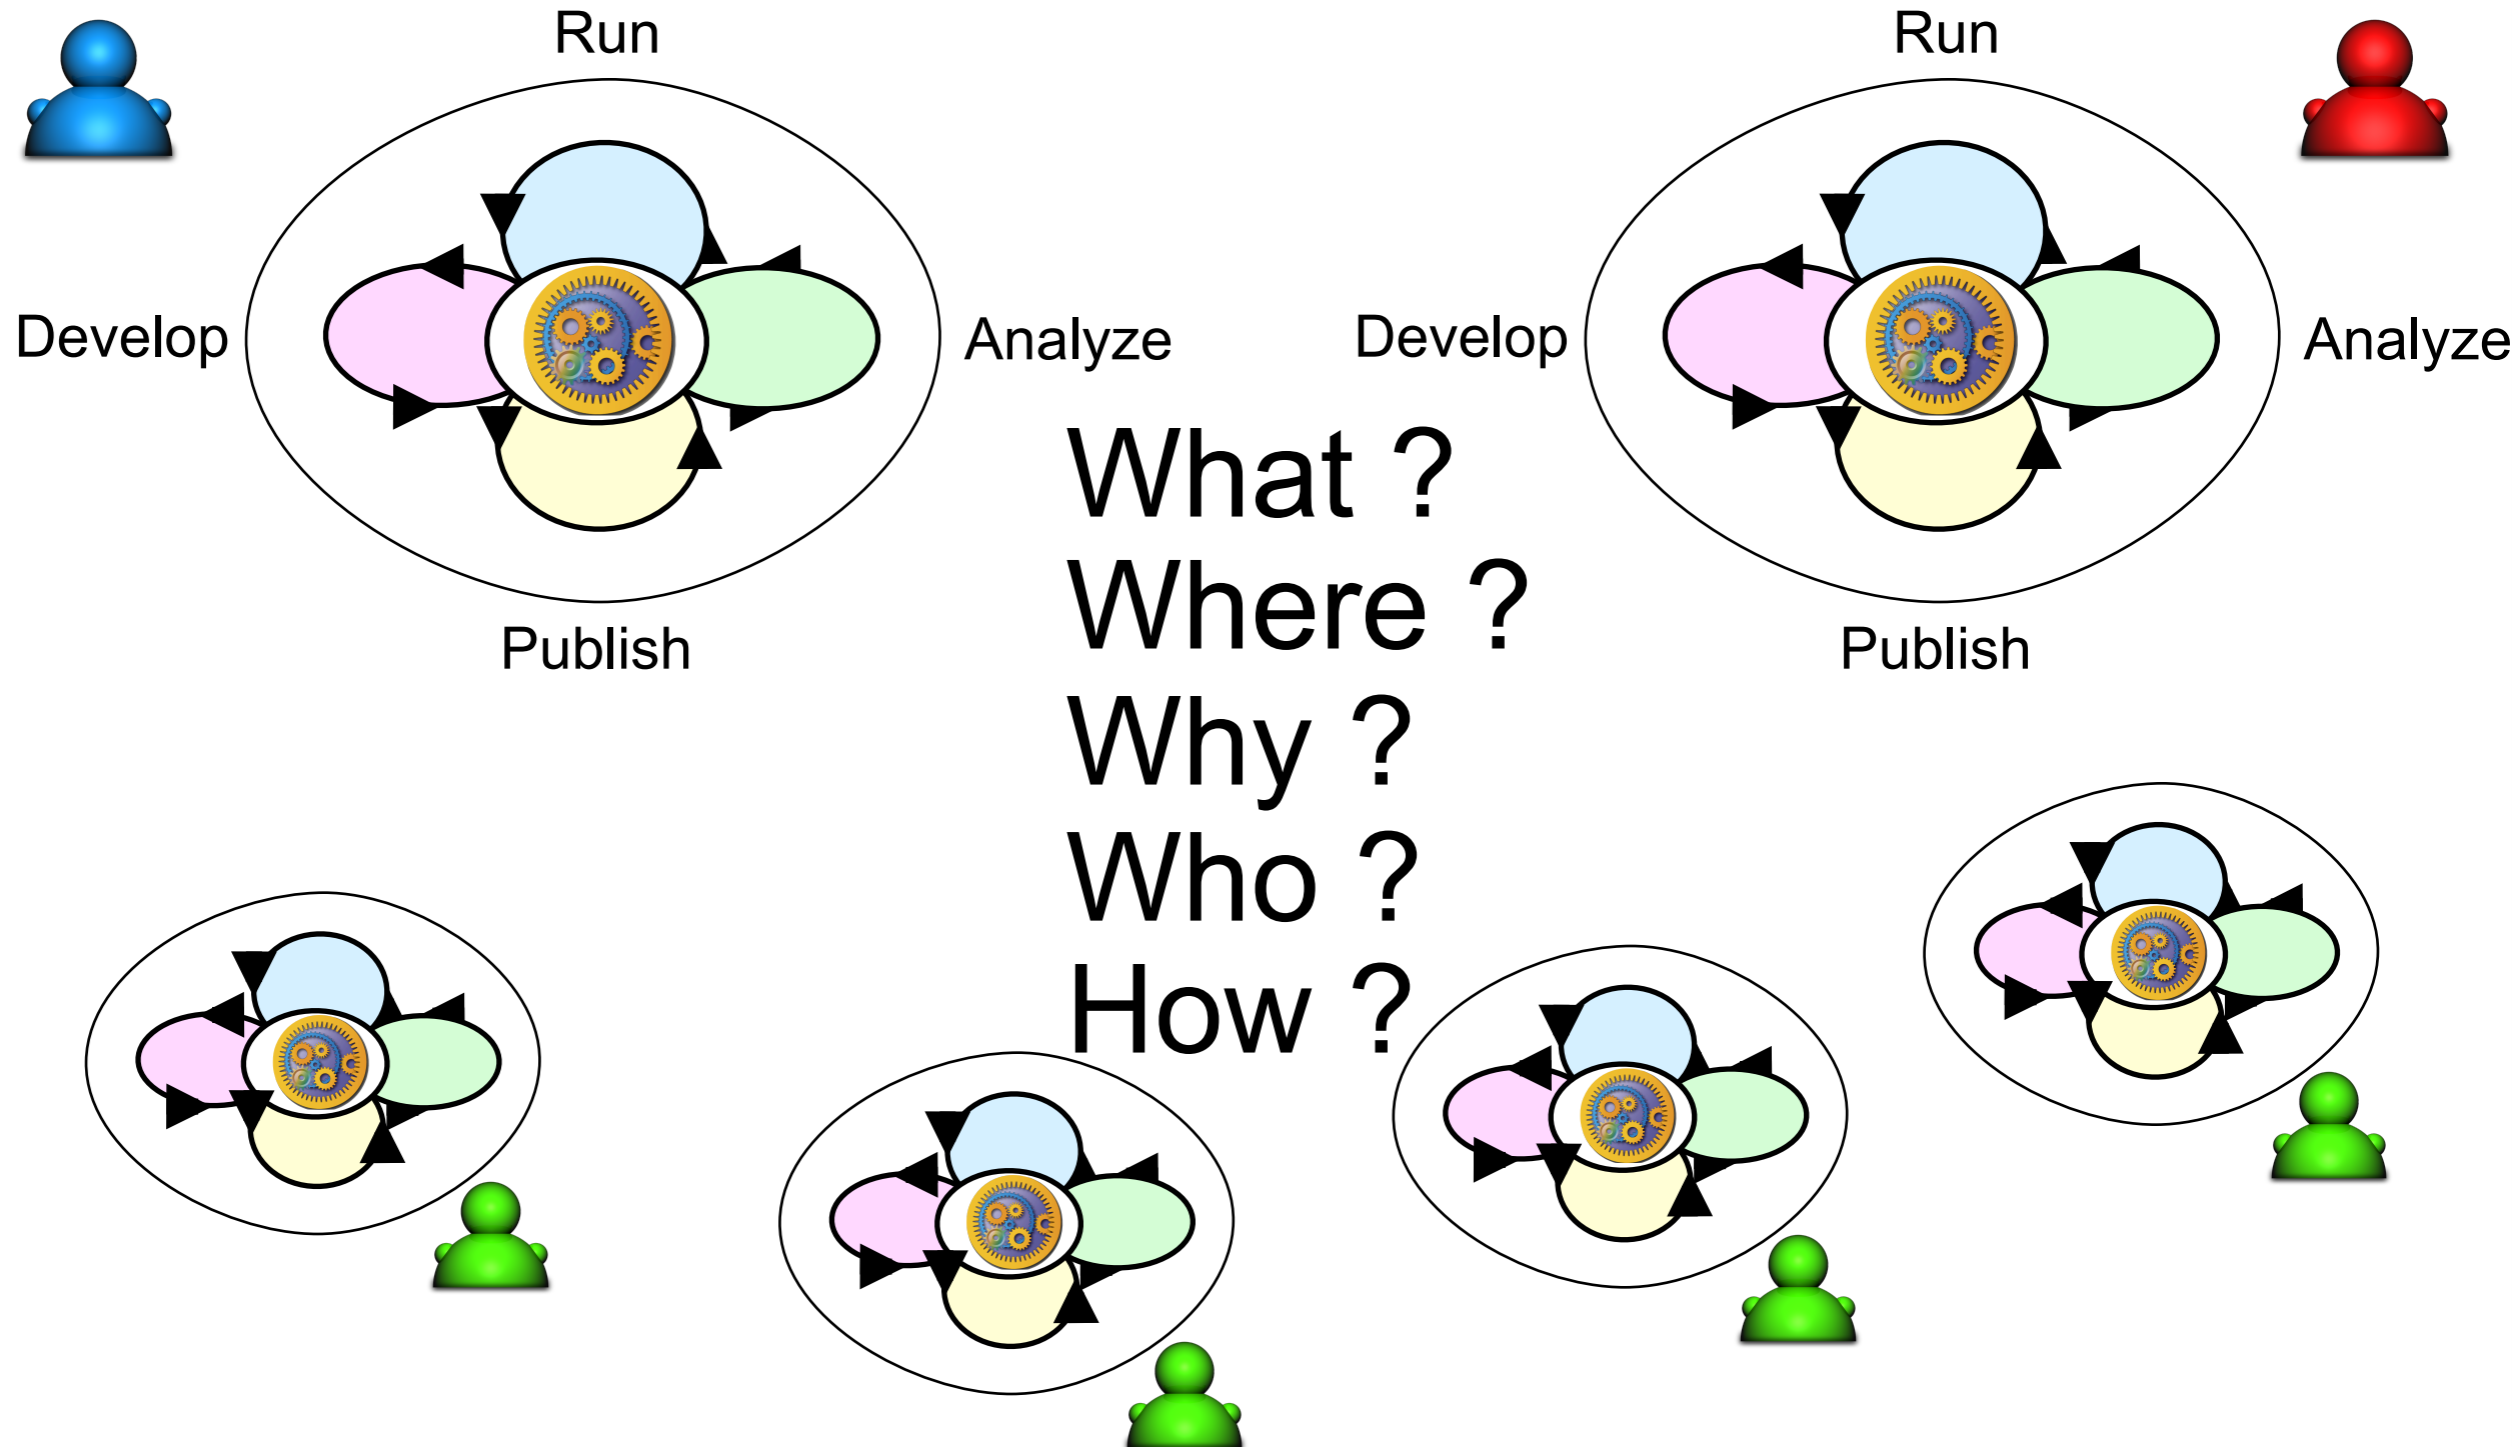 Run
Run
Develop
Analyze
Develop
Analyze
What ?
Where ?
Publish
Publish
Why ?
Who ?
How ?